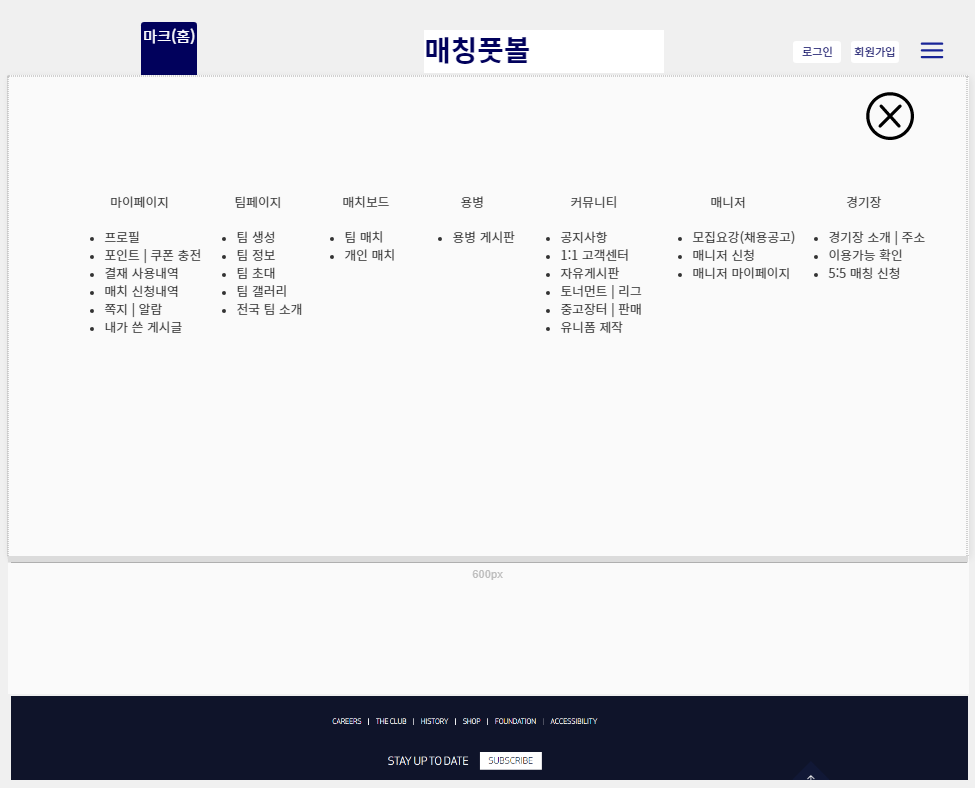 마크(홈)
매칭풋볼
로그인
회원가입
마이페이지
프로필
포인트 | 쿠폰 충전
결재 사용내역
매치 신청내역
쪽지 | 알람
내가 쓴 게시글
팀페이지
팀 생성
팀 정보
팀 초대
팀 갤러리
전국 팀 소개
매치보드
팀 매치
개인 매치
용병
용병 게시판
커뮤니티
공지사항
1:1 고객센터
자유게시판
토너먼트 | 리그
중고장터 | 판매
유니폼 제작
매니저
모집요강(채용공고)
매니저 신청
매니저 마이페이지
경기장
경기장 소개 | 주소
이용가능 확인
5:5 매칭 신청
600px
CAREERS | THE CLUB | HISTORY | SHOP | FOUNDATION | ACCESSIBILITY
STAY UP TO DATE SUBSCRIBE